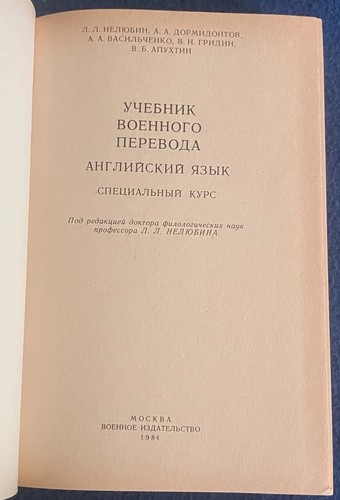 Л. Л. НЕЛЮБИН, А. А. ДОРМИДОНТОВ,
А. А. ВАСИЛЬЧЕНКО, В. Н. ГРИДИН,
В. Б. АПУХТИН
УЧЕБНИК
ВОЕННОГО
ПЕРЕВОДА
АНГЛИЙСКИЙ ЯЗЫК
СПЕЦИАЛЬНЫЙ КУРС
Под редакцией доктора филологических наук
профессора Л. Л. НЕЛЮБИНА
МОСКВА
ВОЕННОЕ ИЗДАТЕЛЬСТВО
1984